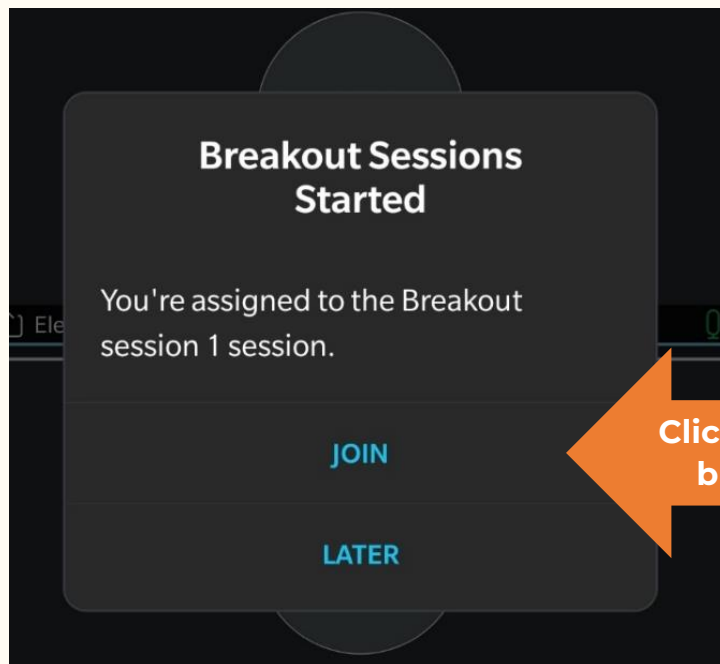 Breakout Sessions
Started
You're assigned to the Breakout
session 1 session.
JOIN
LATER